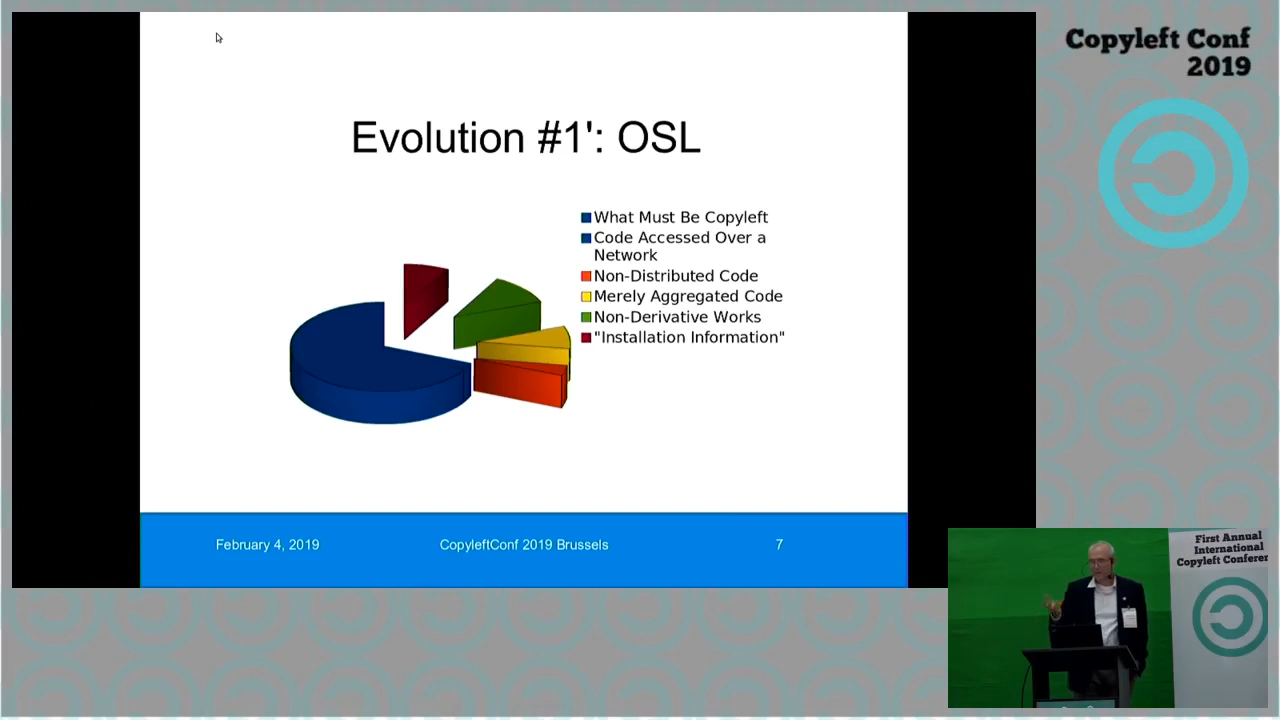 Copyleft Conf
2019
Evolution #1': OSL
What Must Be Copyleft
Code Accessed Over a
Network
Non-Distributed Code
Merely Aggregated Code
Non-Derivative Works
"Installation Information"
February 4, 2019
CopyleftConf 2019 Brussels
7
First Annual
International
Copyleft Conferen